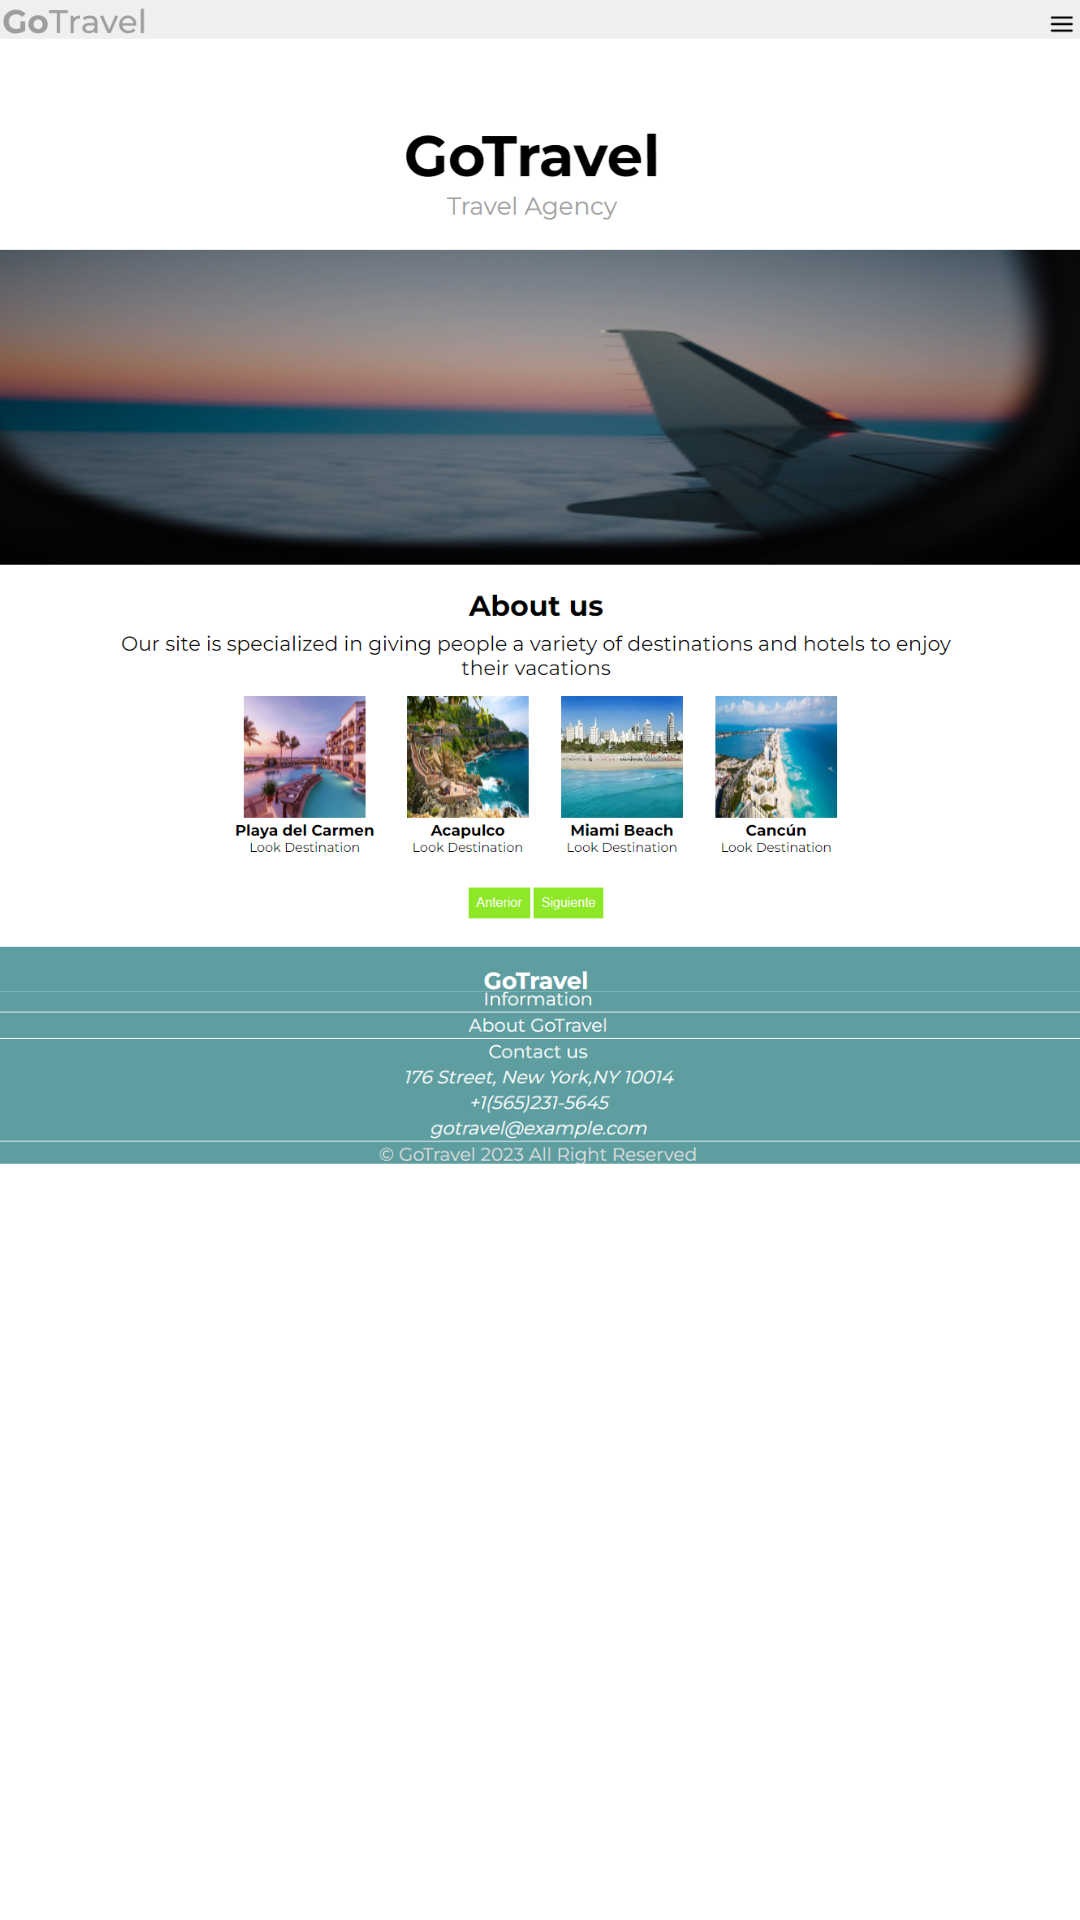 GoTravel
GoTravel
Travel Agency
About us
Our site is specialized in giving people a variety of destinations and hotels to enjoy
their vacations
Playa del Carmen
Look Destination
Acapulco
Look Destination
Miami Beach
Look Destination
Cancún
Look Destination
Anterior
Siguiente
GoTravel
Information
About GoTravel
Contact us
176 Street, New York,NY 10014
+1(565)231-5645
gotravel@example.com
© GoTravel 2023 All Right Reserved